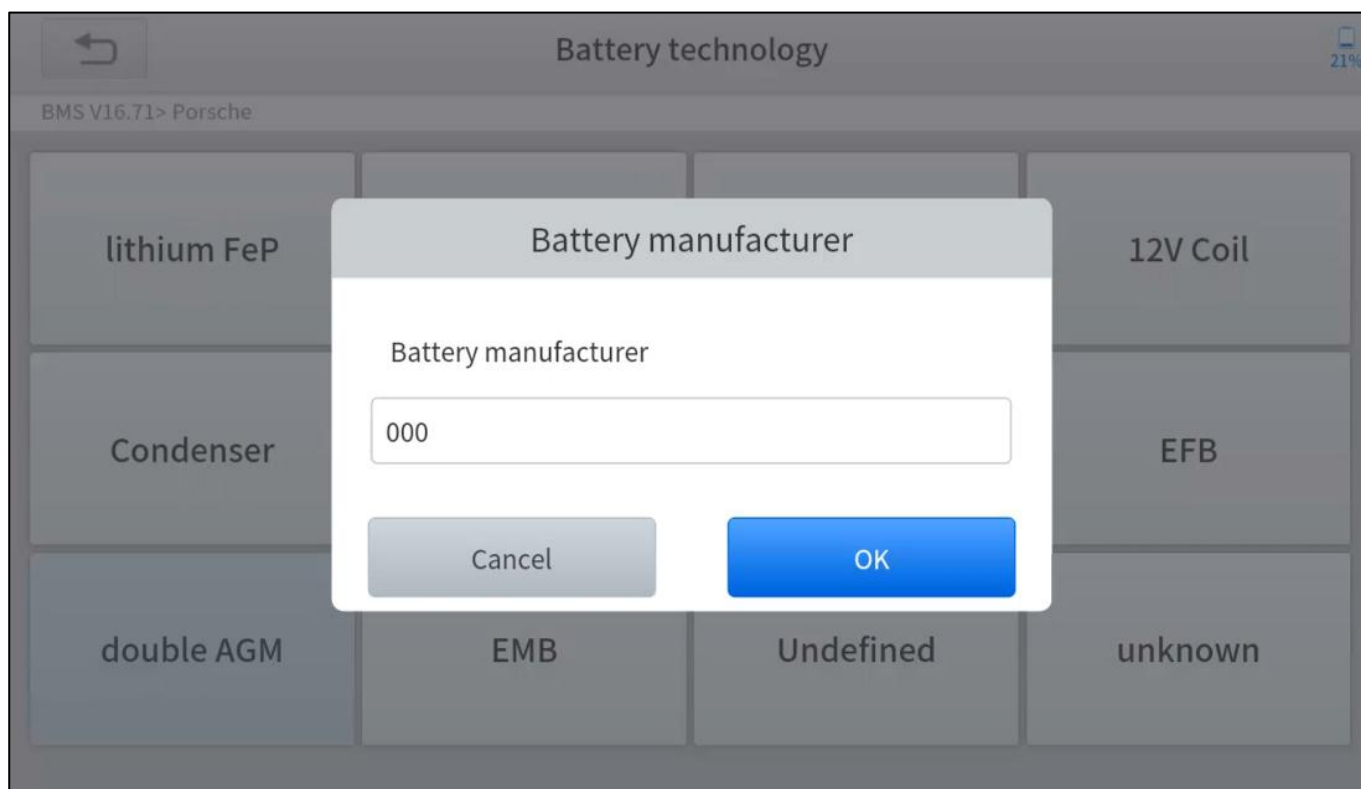 Battery technology
21%
BMS V16.71> Porsche
lithium FeP
12V Coil
Battery manufacturer
Battery manufacturer
000
Condenser
EFB
Cancel
OK
double AGM
EMB
Undefined
unknown